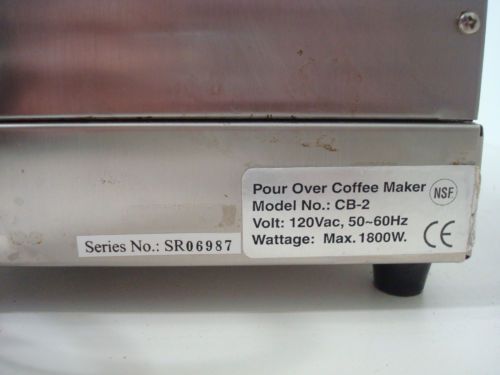 Pour Over Coffee Maker
NSF
Model No.: CB-2
Volt: 120Vac, 50~60Hz
Wattage: Max. 1800W.
CE
Series No.: SR06987